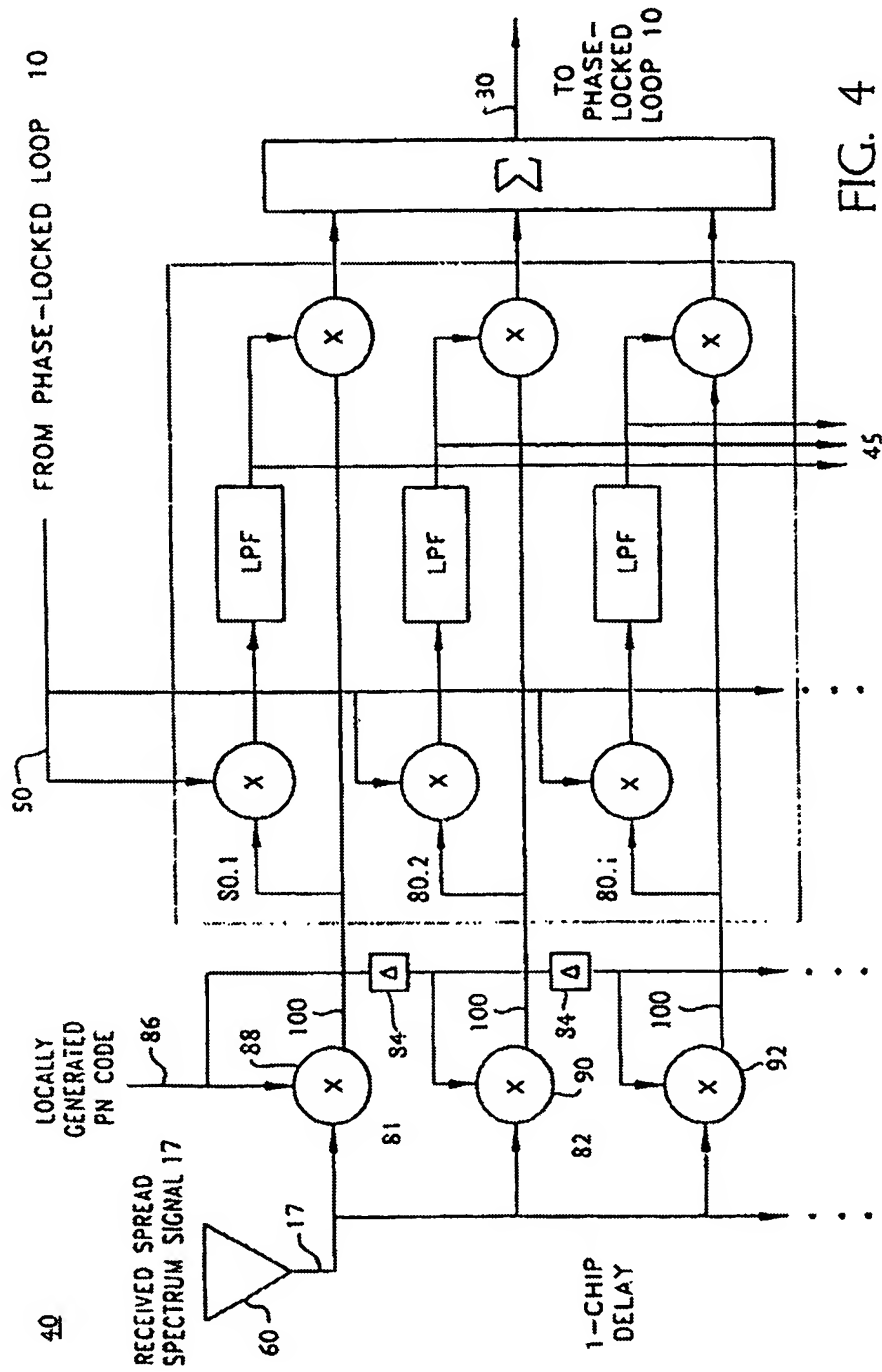 40
RECEIVED SPREAD
SPECTRUM SIGNAL 17
60
17
LOCALLY
GENERATED
PN CODE
86
88
X
81
100
Δ
84
X
90
82
100
Δ
84
X
92
100
1-CHIP
DELAY
. . .
. . .
50
FROM PHASE-LOCKED LOOP 10
80.1
X
LPF
X
80.2
X
LPF
X
80.i
X
LPF
X
. . .
45
Σ
30
TO
PHASE-
LOCKED
LOOP 10
FIG. 4